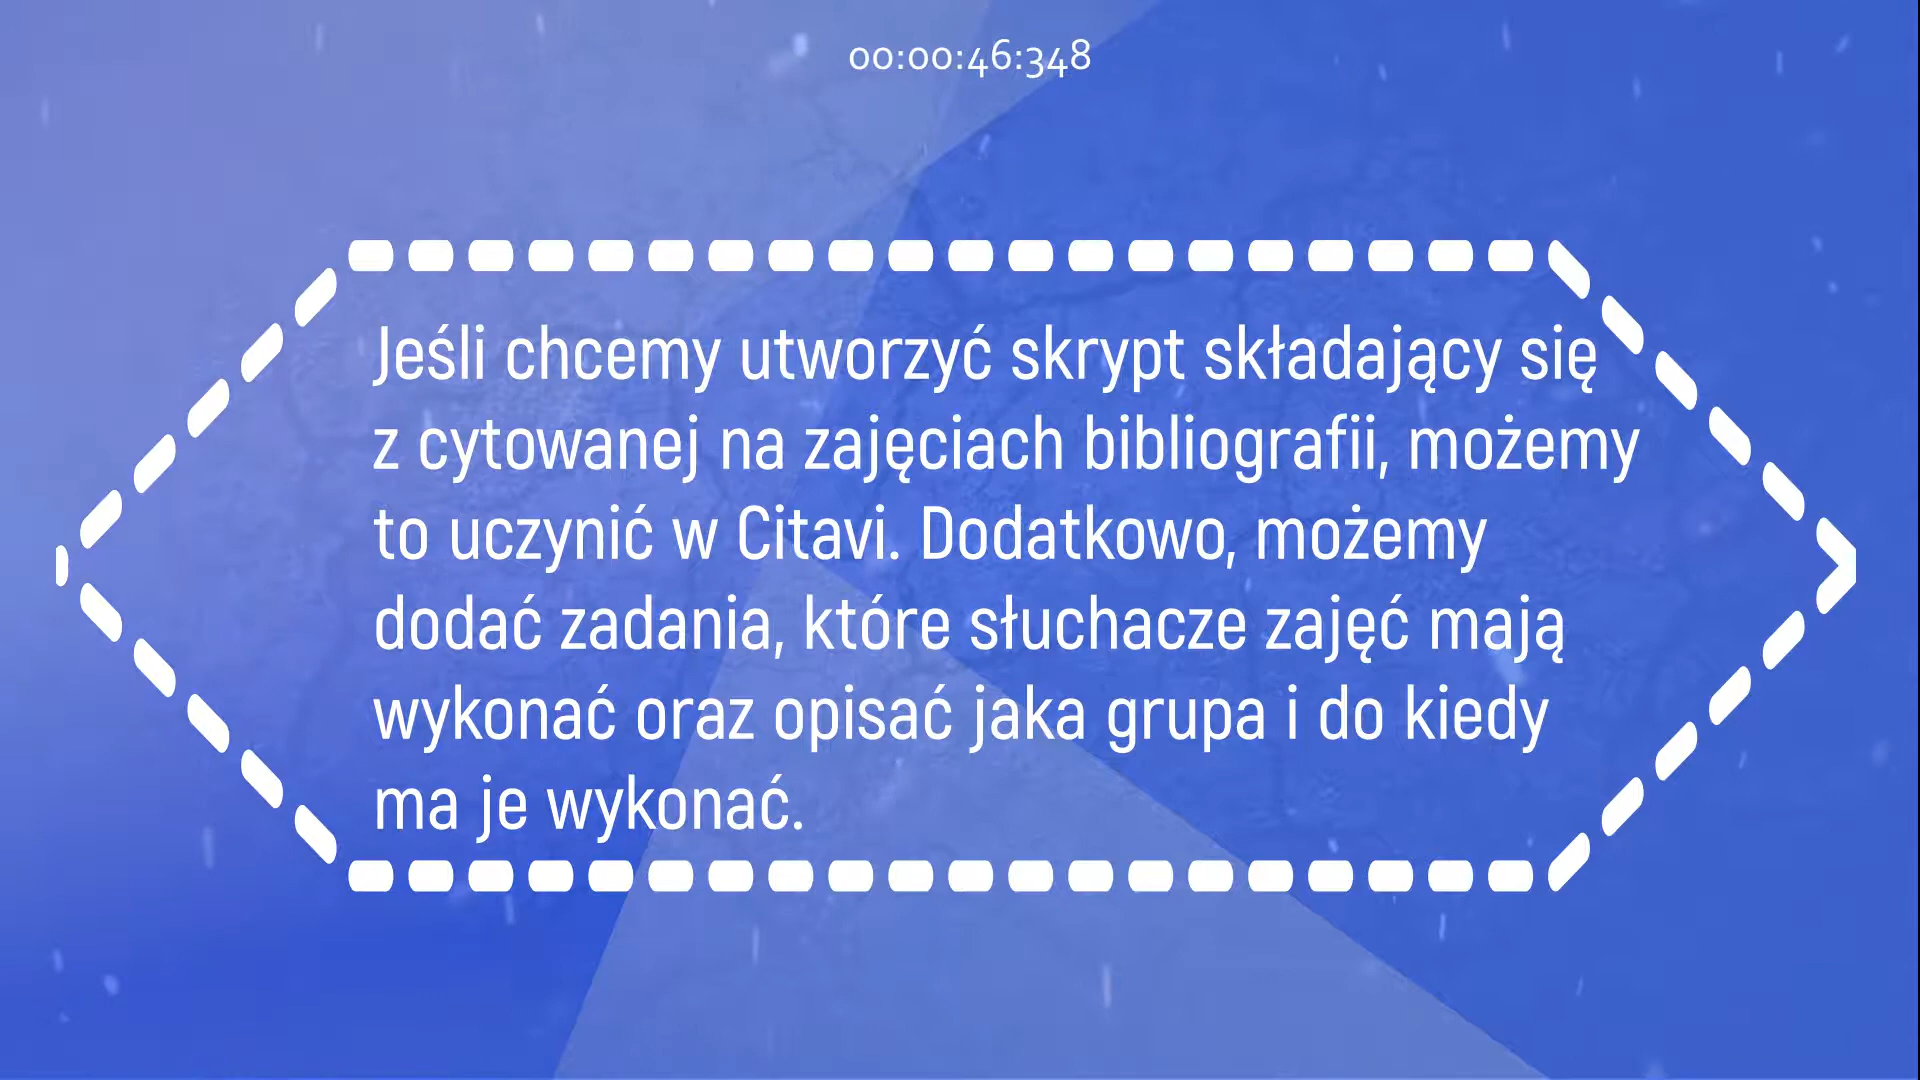 00:00:46:348
Jeśli chcemy utworzyć skrypt składający się
z cytowanej na zajęciach bibliografii, możemy
to uczynić w Citavi. Dodatkowo, możemy
dodać zadania, które słuchacze zajęć mają
wykonać oraz opisać jaka grupa i do kiedy
ma je wykonać.